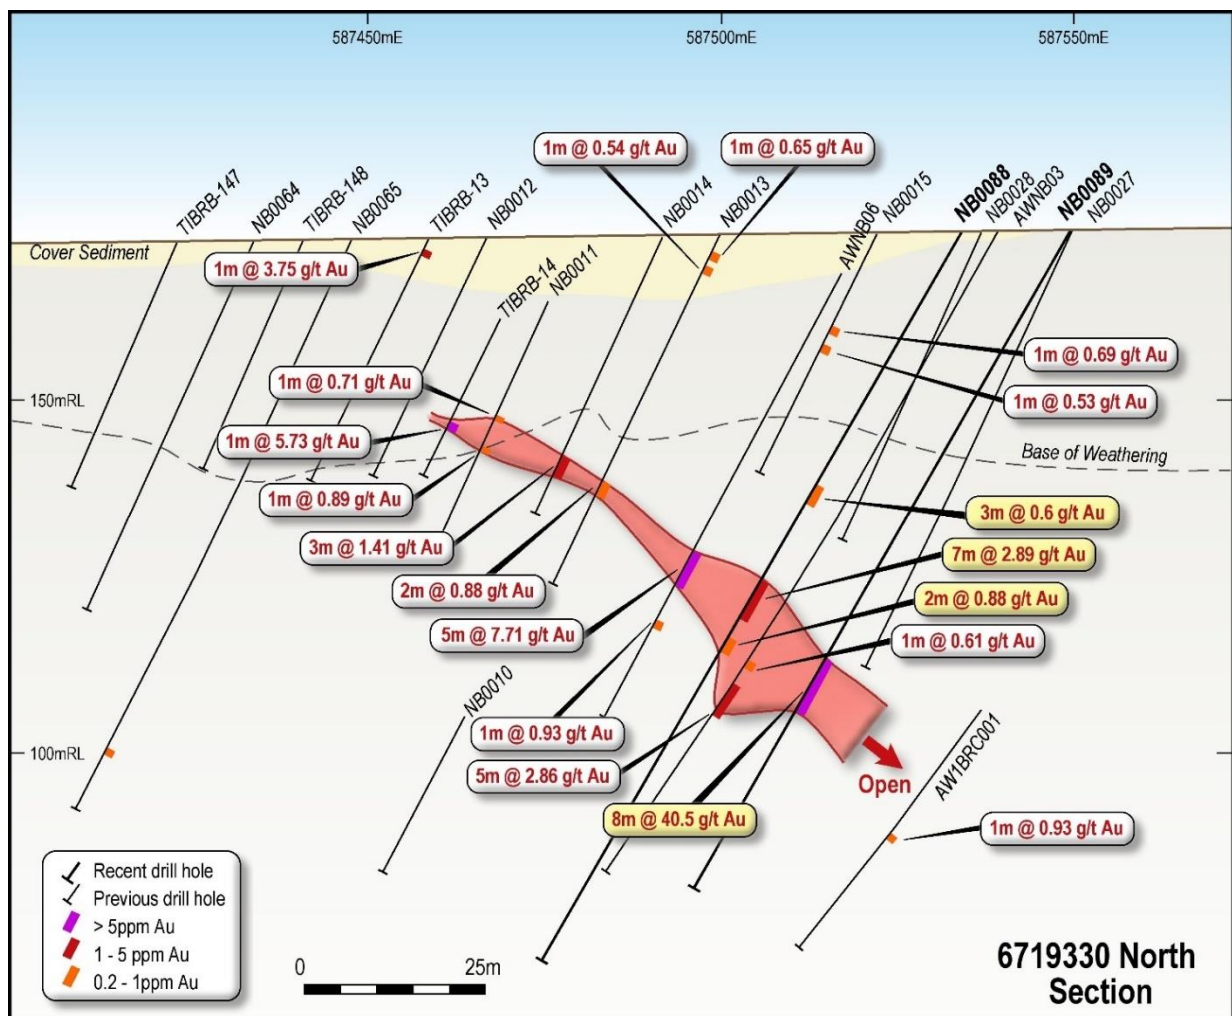 587450mE
587500mE
587550mE
1m @ 0.54 g/t Au
1m @ 0.65 g/t Au
TIBRB-147
NB0064
TIBRB-148
NB0065
TIBRB-13
NB0012
NB0014
NB0013
AWNB06
NB0015
NB0088
NB0028
AWNB03
NB0089
NB0027
Cover Sediment
1m @ 3.75 g/t Au
TIBRB-14
NB0011
1m @ 0.69 g/t Au
1m @ 0.71 g/t Au
1m @ 0.53 g/t Au
150mRL
1m @ 5.73 g/t Au
Base of Weathering
1m @ 0.89 g/t Au
3m @ 0.6 g/t Au
3m @ 1.41 g/t Au
7m @ 2.89 g/t Au
2m @ 0.88 g/t Au
2m @ 0.88 g/t Au
5m @ 7.71 g/t Au
1m @ 0.61 g/t Au
NB0010
1m @ 0.93 g/t Au
100mRL
5m @ 2.86 g/t Au
Open
AW1BRC001
8m @ 40.5 g/t Au
1m @ 0.93 g/t Au
Recent drill hole
Previous drill hole
> 5ppm Au
1 - 5 ppm Au
0.2 - 1ppm Au
0
25m
6719330 North
Section